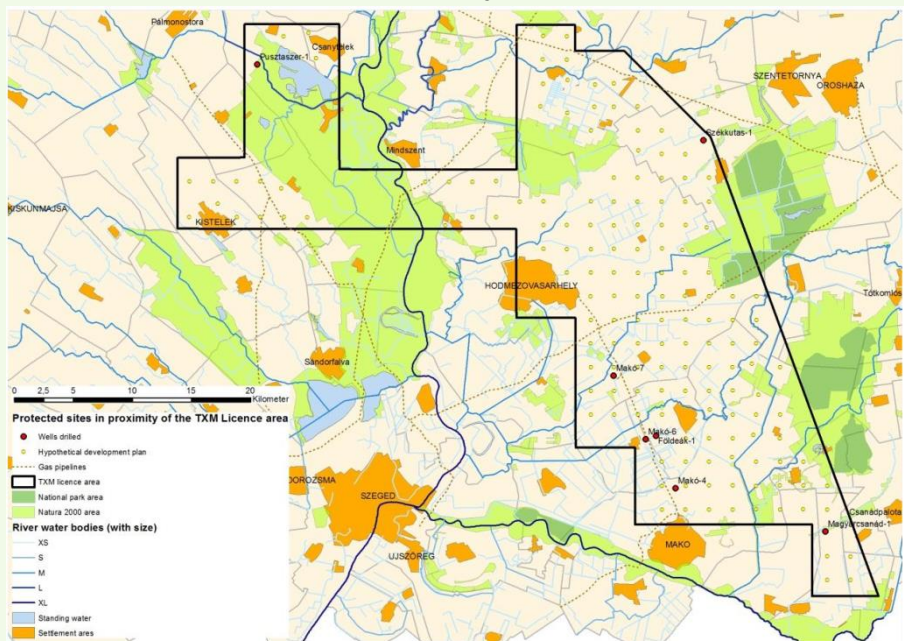 Pálmonostora
Csanytelek
Pusztaszer-1
SZENTETORNYA
OROSHAZA
Székkutas-1
Mindszent
KISKUNMAJSA
KISTELEK
HODMEZOVASARHELY
Tótkomlós
Sándorfalva
Makó-7
0 2,5 5 10 15 20
Kilometer
Protected sites in proximity of the TXM Licence area
Wells drilled
Hypothetical development plan
Gas pipelines
TXM licence area
National park area
Natura 2000 area
River water bodies (with size)
XS
S
M
L
XL
Standing water
Settlement areas
Makó-6
Földeák-1
DOROZSMA
SZEGED
Makó-4
Csanádpalota
Magyarcsanád-1
UJSZOREG
MAKO